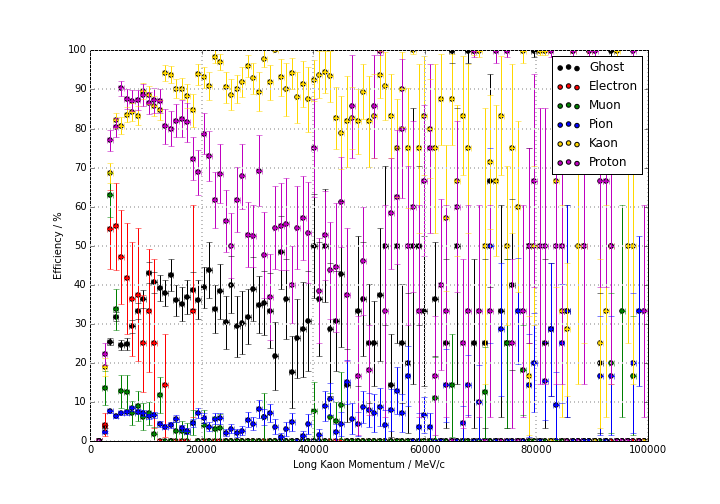 100
90
80
70
60
50
40
30
20
10
0
Efficiency / %
0
20000
40000
60000
80000
100000
Long Kaon Momentum / MeV/c
Ghost
Electron
Muon
Pion
Kaon
Proton